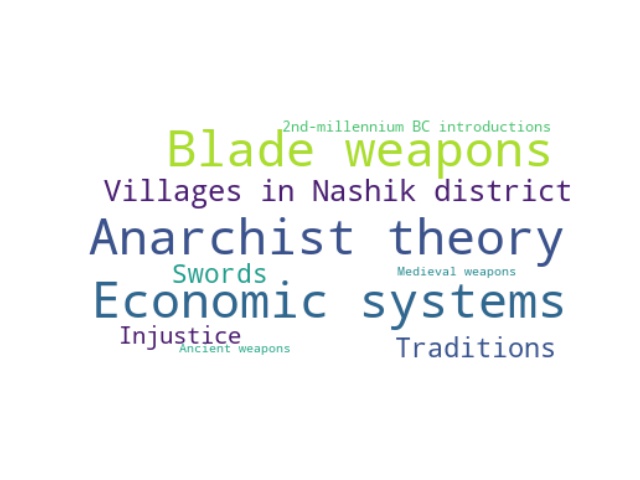 2nd-millennium BC introductions
Blade weapons
Villages in Nashik district
Anarchist theory
Swords
Medieval weapons
Economic systems
Injustice
Traditions
Ancient weapons